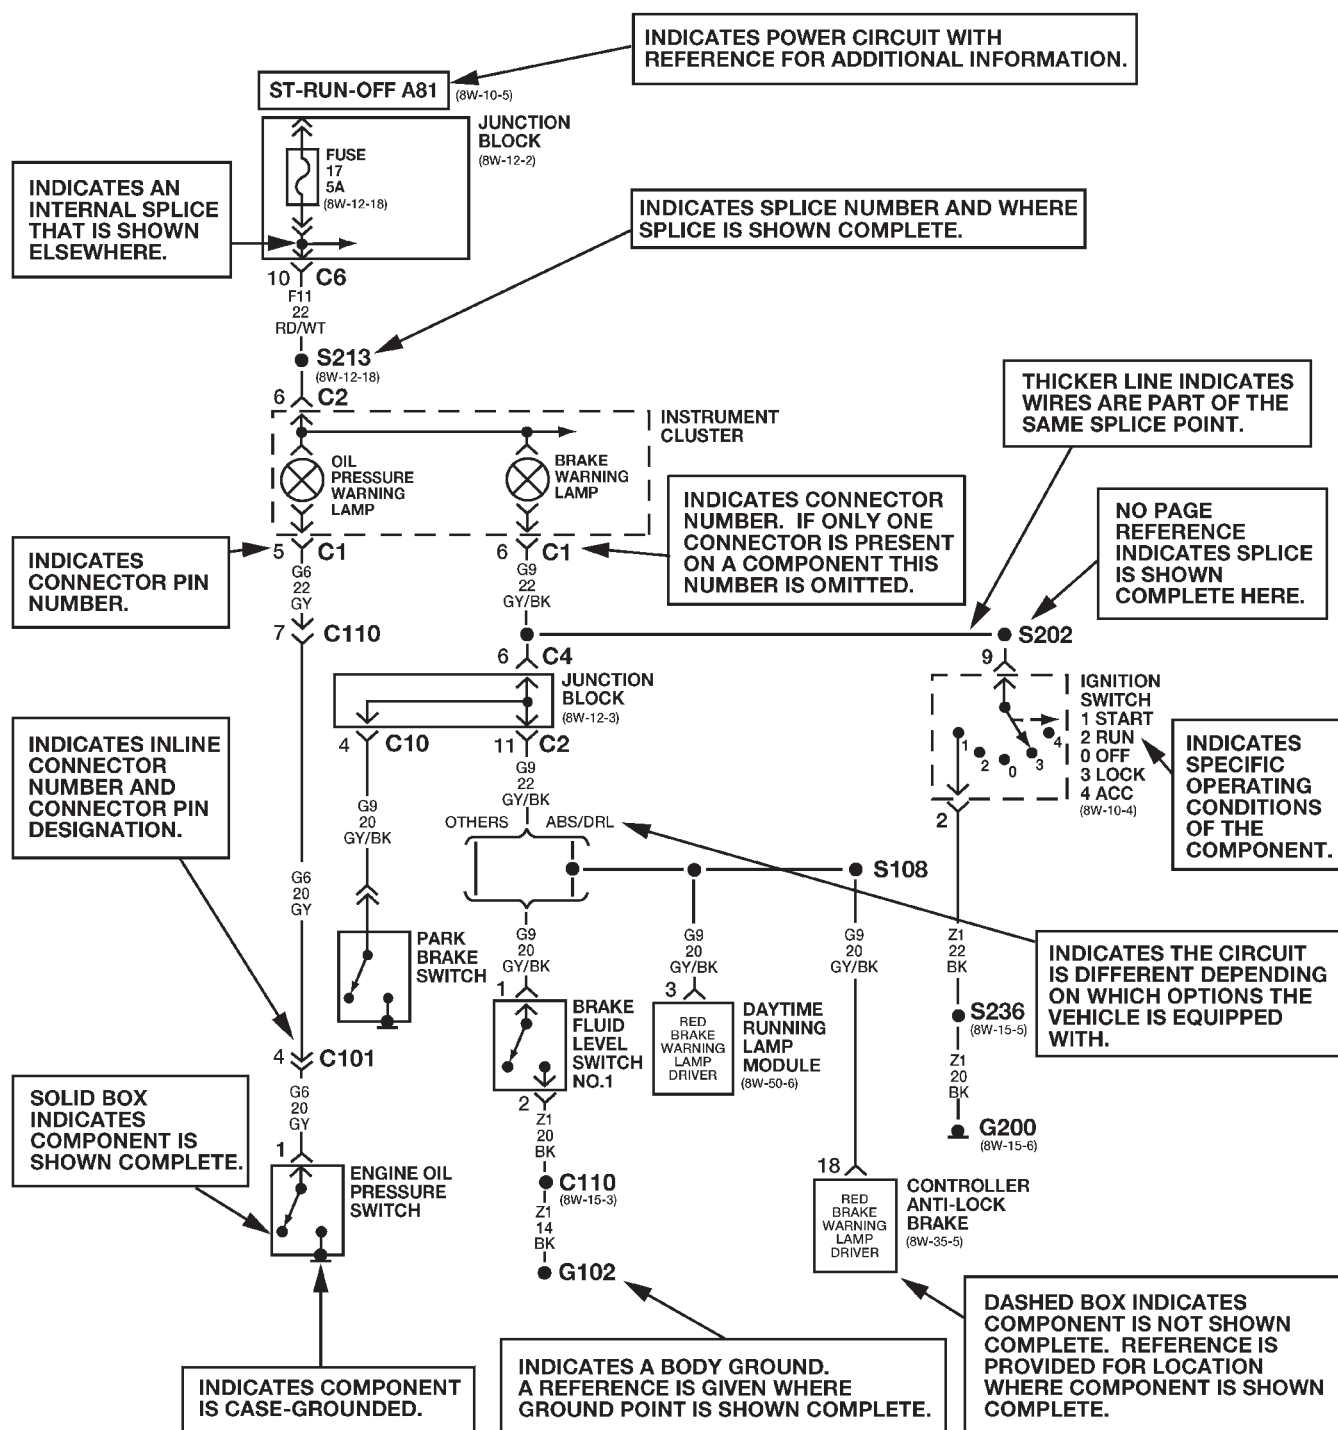 INDICATES POWER CIRCUIT WITH
REFERENCE FOR ADDITIONAL INFORMATION.
ST-RUN-OFF A81
(8W-10-5)
JUNCTION
BLOCK
(8W-12-2)
FUSE
17
5A
(8W-12-18)
INDICATES AN
INTERNAL SPLICE
THAT IS SHOWN
ELSEWHERE.
INDICATES SPLICE NUMBER AND WHERE
SPLICE IS SHOWN COMPLETE.
10 C6
F11
22
RD/WT
S213
(8W-12-18)
6 C2
THICKER LINE INDICATES
WIRES ARE PART OF THE
SAME SPLICE POINT.
INSTRUMENT
CLUSTER
OIL
PRESSURE
WARNING
LAMP
BRAKE
WARNING
LAMP
INDICATES CONNECTOR
NUMBER. IF ONLY ONE
CONNECTOR IS PRESENT
ON A COMPONENT THIS
NUMBER IS OMITTED.
NO PAGE
REFERENCE
INDICATES SPLICE
IS SHOWN
COMPLETE HERE.
INDICATES
CONNECTOR PIN
NUMBER.
5 C1
G6
22
GY
6 C1
G9
22
GY/BK
7 C110
S202
6 C4
9
JUNCTION
BLOCK
(8W-12-3)
IGNITION
SWITCH
1 START
2 RUN
0 OFF
3 LOCK
4 ACC
(8W-10-4)
1
2
0
3
4
2
INDICATES
SPECIFIC
OPERATING
CONDITIONS
OF THE
COMPONENT.
4 C10
11 C2
G9
22
GY/BK
G9
20
GY/BK
INDICATES INLINE
CONNECTOR
NUMBER AND
CONNECTOR PIN
DESIGNATION.
OTHERS ABS/DRL
S108
G6
20
GY
PARK
BRAKE
SWITCH
G9
20
GY/BK
G9
20
GY/BK
G9
20
GY/BK
Z1
22
BK
INDICATES THE CIRCUIT
IS DIFFERENT DEPENDING
ON WHICH OPTIONS THE
VEHICLE IS EQUIPPED
WITH.
1
BRAKE
FLUID
LEVEL
SWITCH
NO.1
3
RED
BRAKE
WARNING
LAMP
DRIVER
DAYTIME
RUNNING
LAMP
MODULE
(8W-50-6)
S236
(8W-15-5)
Z1
20
BK
G200
(8W-15-6)
4 C101
G6
20
GY
SOLID BOX
INDICATES
COMPONENT IS
SHOWN COMPLETE.
1
ENGINE OIL
PRESSURE
SWITCH
2
Z1
20
BK
C110
(8W-15-3)
Z1
14
BK
G102
18
RED
BRAKE
WARNING
LAMP
DRIVER
CONTROLLER
ANTI-LOCK
BRAKE
(8W-35-5)
INDICATES COMPONENT
IS CASE-GROUNDED.
INDICATES A BODY GROUND.
A REFERENCE IS GIVEN WHERE
GROUND POINT IS SHOWN COMPLETE.
DASHED BOX INDICATES
COMPONENT IS NOT SHOWN
COMPLETE. REFERENCE IS
PROVIDED FOR LOCATION
WHERE COMPONENT IS SHOWN
COMPLETE.